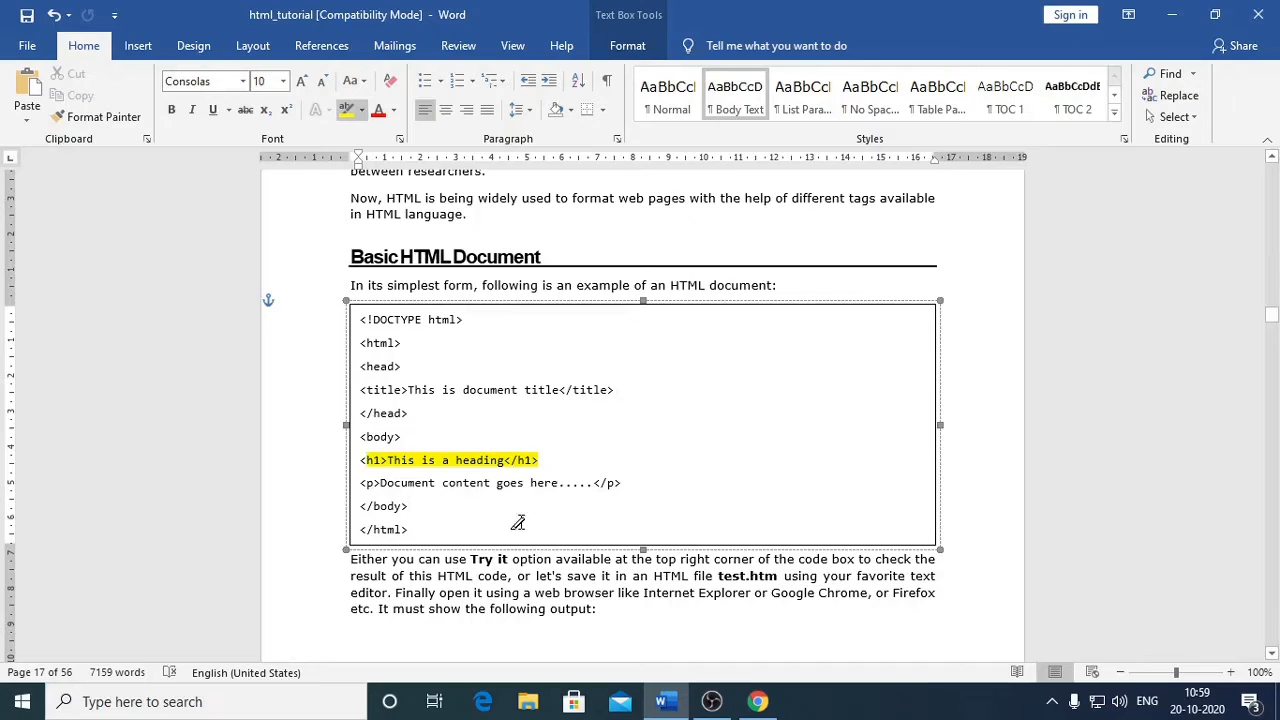 html_tutorial [Compatibility Mode] - Word
Text Box Tools
Sign in
File
Home
Insert
Design
Layout
References
Mailings
Review
View
Help
Format
Tell me what you want to do
Share
Paste
Cut
Copy
Format Painter
Clipboard
Consolas
10
Font
Paragraph
AaBbCcI
¶ Normal
AaBbCcD
¶ Body Text
AaBbCcI
¶ List Para...
AaBbCcI
¶ No Spac...
AaBbCcI
¶ Table Pa...
AaBbCcD
¶ TOC 1
AaBbCcDdE
¶ TOC 2
Styles
Find
Replace
Select
Editing
between researchers.
Now, HTML is being widely used to format web pages with the help of different tags available
in HTML language.
Basic HTML Document
In its simplest form, following is an example of an HTML document:
<!DOCTYPE html>
<html>
<head>
<title>This is document title</title>
</head>
<body>
<h1>This is a heading</h1>
<p>Document content goes here.....</p>
</body>
</html>
Either you can use Try it option available at the top right corner of the code box to check the
result of this HTML code, or let's save it in an HTML file test.htm using your favorite text
editor. Finally open it using a web browser like Internet Explorer or Google Chrome, or Firefox
etc. It must show the following output:
Page 17 of 56
7159 words
English (United States)
100%
Type here to search
ENG
10:59
20-10-2020
3